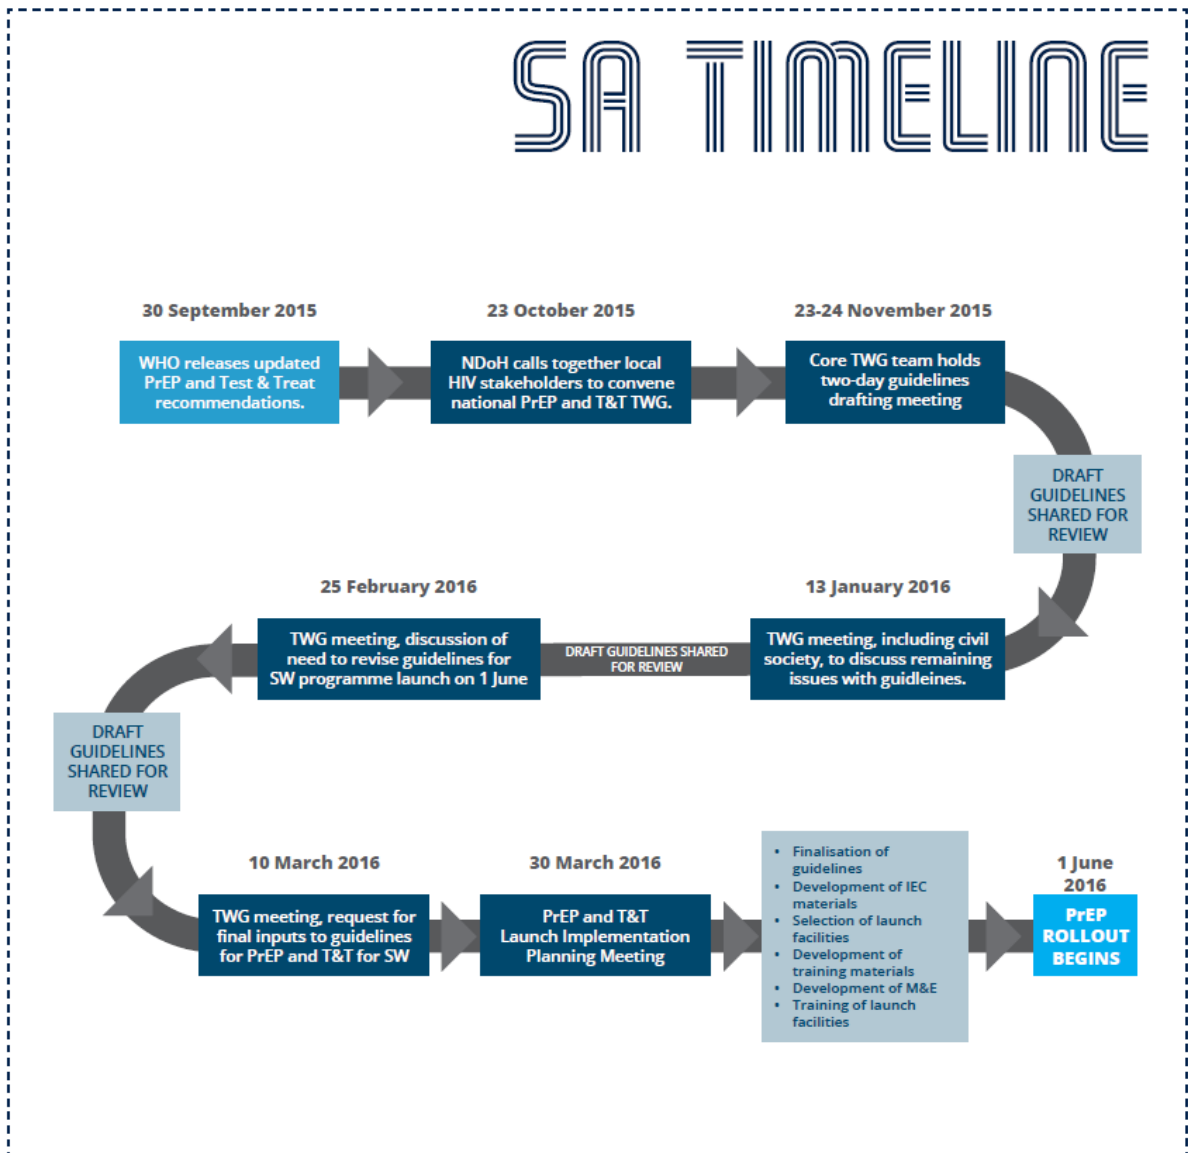 SA TIMELINE
30 September 2015
WHO releases updated
PrEP and Test & Treat
recommendations.
23 October 2015
NDoH calls together local
HIV stakeholders to convene
national PrEP and T&T TWG.
23-24 November 2015
Core TWG team holds
two-day guidelines
drafting meeting
DRAFT
GUIDELINES
SHARED FOR
REVIEW
13 January 2016
TWG meeting, including civil
society, to discuss remaining
issues with guidleines.
DRAFT GUIDELINES SHARED
FOR REVIEW
25 February 2016
TWG meeting, discussion of
need to revise guidelines for
SW programme launch on 1 June
DRAFT
GUIDELINES
SHARED FOR
REVIEW
10 March 2016
TWG meeting, request for
final inputs to guidelines
for PrEP and T&T for SW
30 March 2016
PrEP and T&T
Launch Implementation
Planning Meeting
• Finalisation of
guidelines
• Development of IEC
materials
• Selection of launch
facilities
• Development of
training materials
• Development of M&E
• Training of launch
facilities
1 June
2016
PrEP
ROLLOUT
BEGINS